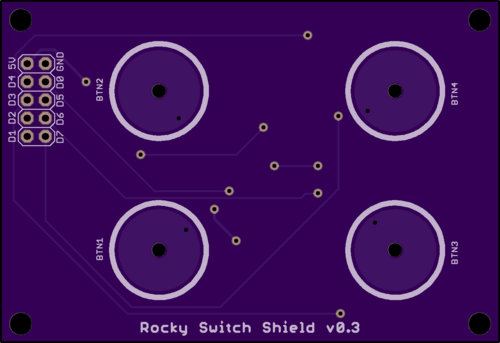 5V GND
D4 D0
D3 D5
D2 D6
D1 D7
BTN2
BTN4
BTN1
BTN3
Rocky Switch Shield v0.3